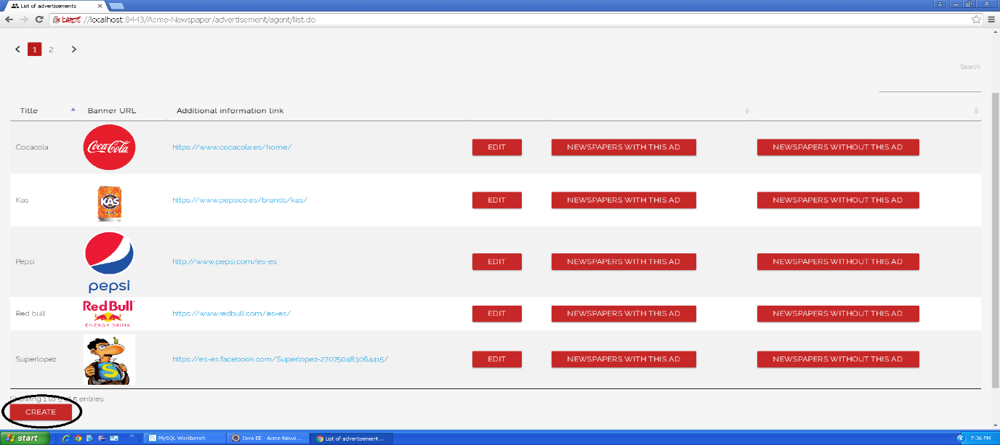 List of advertisements
https://localhost:8443/Acme-Newspaper/advertisement/agent/list.do
1 2
Search:
Title Banner URL Additional information link
Cocacola Coca-Cola https://www.cocacola.es/home/ EDIT NEWSPAPERS WITH THIS AD NEWSPAPERS WITHOUT THIS AD
Kas KAS https://www.pepsico.es/brands/kas/ EDIT NEWSPAPERS WITH THIS AD NEWSPAPERS WITHOUT THIS AD
Pepsi pepsi http://www.pepsi.com/es-es EDIT NEWSPAPERS WITH THIS AD NEWSPAPERS WITHOUT THIS AD
Red bull Red Bull ENERGY DRINK https://www.redbull.com/es-es/ EDIT NEWSPAPERS WITH THIS AD NEWSPAPERS WITHOUT THIS AD
Superlopez S https://es-es.facebook.com/Superlopez-270750483064415/ EDIT NEWSPAPERS WITH THIS AD NEWSPAPERS WITHOUT THIS AD
Showing 1 to 5 of 5 entries
CREATE
start MySQL Workbench Java EE - Acme-News... List of advertisement... 7:36 PM